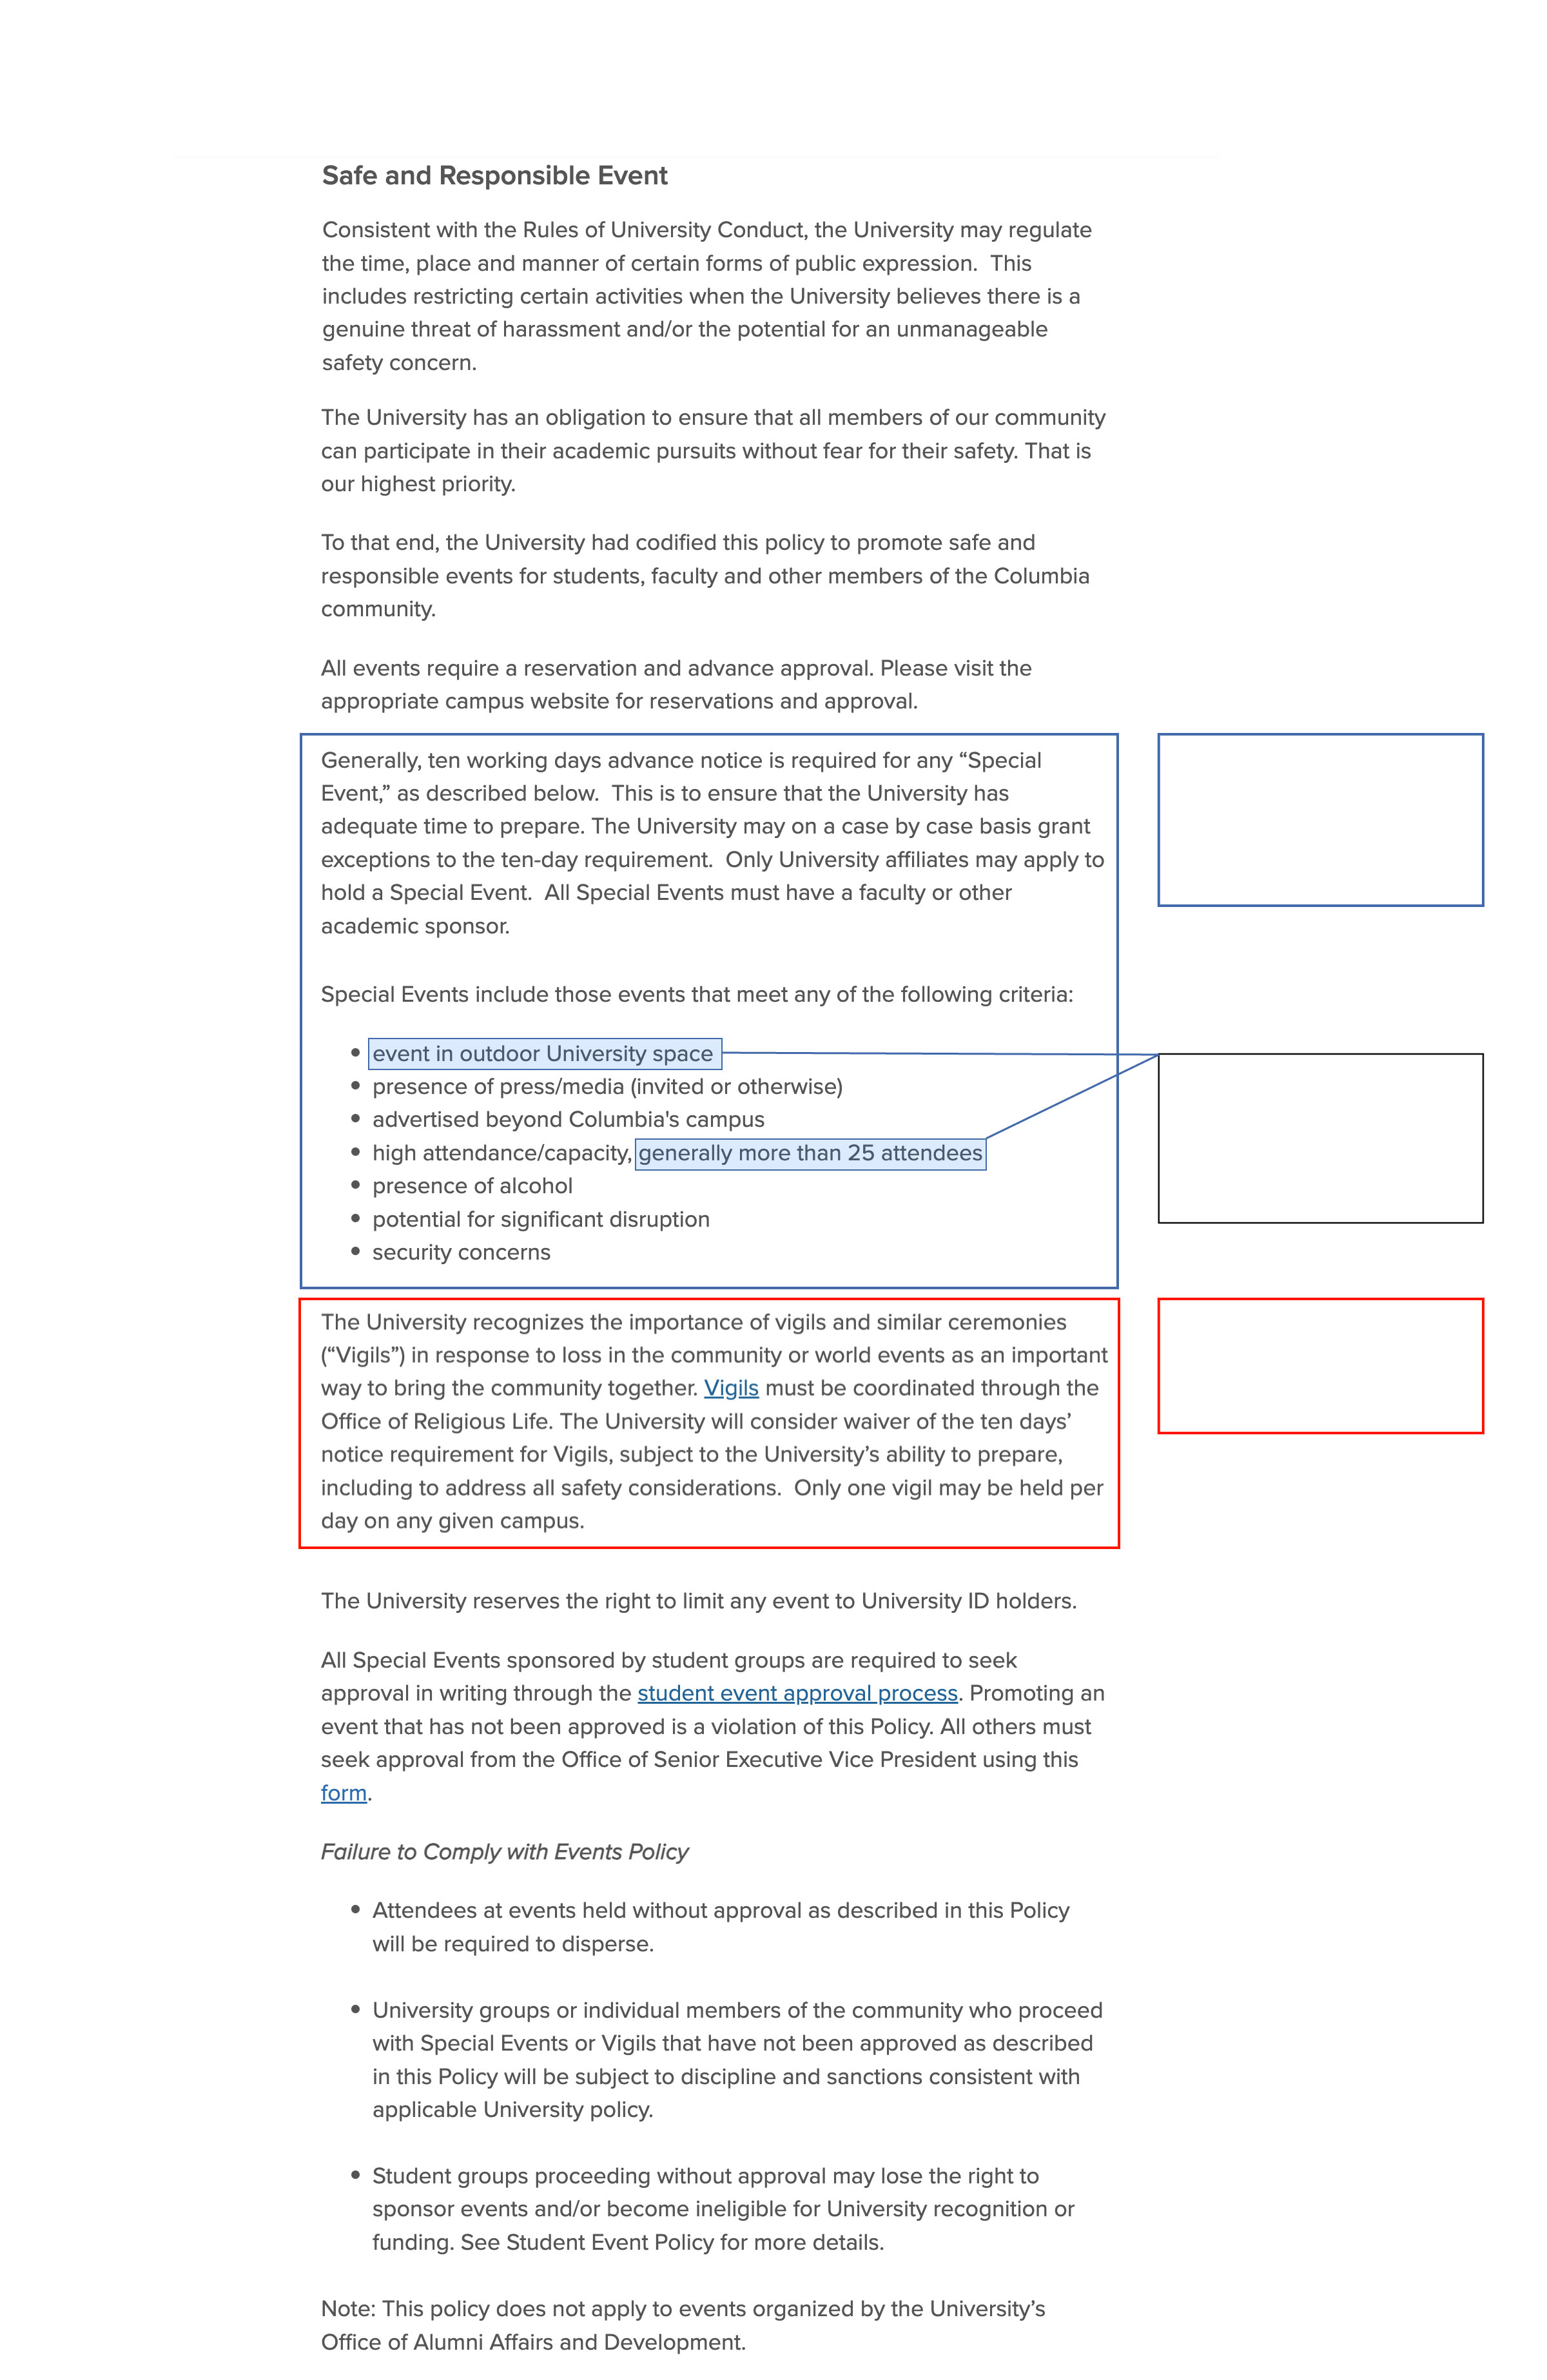 Safe and Responsible Event
Consistent with the Rules of University Conduct, the University may regulate
the time, place and manner of certain forms of public expression.  This
includes restricting certain activities when the University believes there is a
genuine threat of harassment and/or the potential for an unmanageable
safety concern.
The University has an obligation to ensure that all members of our community
can participate in their academic pursuits without fear for their safety. That is
our highest priority.
To that end, the University had codified this policy to promote safe and
responsible events for students, faculty and other members of the Columbia
community.
All events require a reservation and advance approval. Please visit the
appropriate campus website for reservations and approval.
Generally, ten working days advance notice is required for any “Special
Event,” as described below.  This is to ensure that the University has
adequate time to prepare. The University may on a case by case basis grant
exceptions to the ten-day requirement.  Only University affiliates may apply to
hold a Special Event.  All Special Events must have a faculty or other
academic sponsor.
Special Events include those events that meet any of the following criteria:
• event in outdoor University space
• presence of press/media (invited or otherwise)
• advertised beyond Columbia's campus
• high attendance/capacity, generally more than 25 attendees
• presence of alcohol
• potential for significant disruption
• security concerns
The University recognizes the importance of vigils and similar ceremonies
(“Vigils”) in response to loss in the community or world events as an important
way to bring the community together. Vigils must be coordinated through the
Office of Religious Life. The University will consider waiver of the ten days’
notice requirement for Vigils, subject to the University’s ability to prepare,
including to address all safety considerations.  Only one vigil may be held per
day on any given campus.
The University reserves the right to limit any event to University ID holders.
All Special Events sponsored by student groups are required to seek
approval in writing through the student event approval process. Promoting an
event that has not been approved is a violation of this Policy. All others must
seek approval from the Office of Senior Executive Vice President using this
form.
Failure to Comply with Events Policy
• Attendees at events held without approval as described in this Policy
will be required to disperse.
• University groups or individual members of the community who proceed
with Special Events or Vigils that have not been approved as described
in this Policy will be subject to discipline and sanctions consistent with
applicable University policy.
• Student groups proceeding without approval may lose the right to
sponsor events and/or become ineligible for University recognition or
funding. See Student Event Policy for more details.
Note: This policy does not apply to events organized by the University’s
Office of Alumni Affairs and Development.